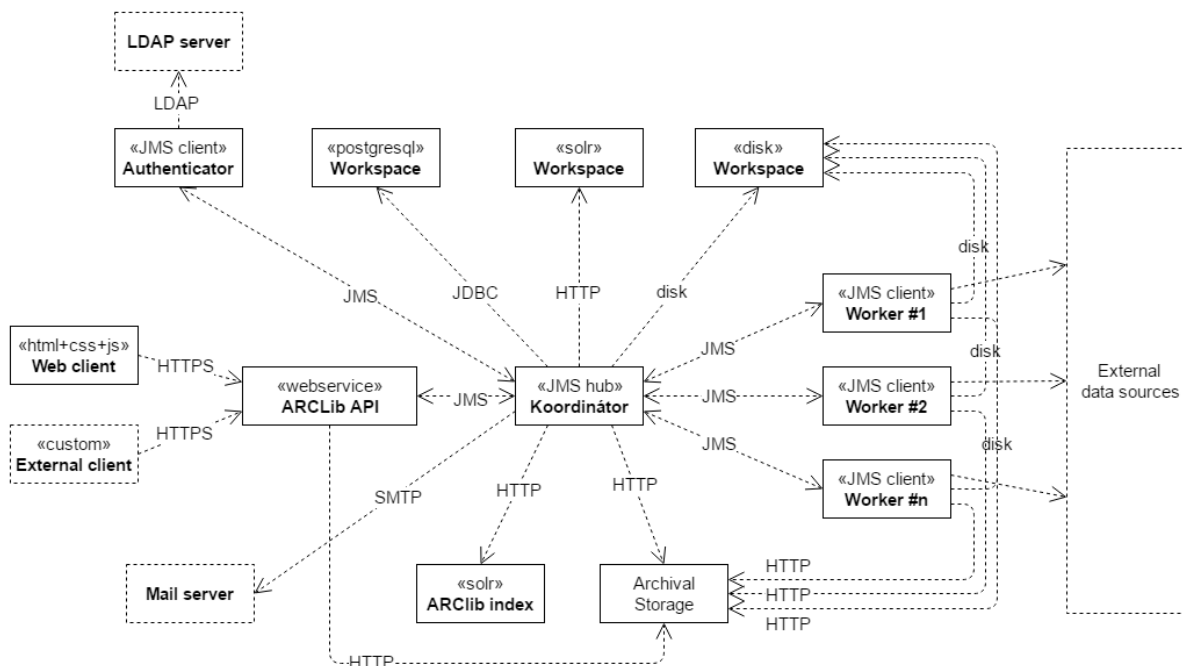 LDAP server
LDAP
«JMS client»
Authenticator
«postgresql»
Workspace
«solr»
Workspace
«disk»
Workspace
disk
JMS
JDBC
HTTP
disk
«JMS client»
Worker #1
«html+css+js»
Web client
HTTPS
JMS
disk
External
data sources
«webservice»
ARCLib API
JMS
«JMS hub»
Koordinátor
JMS
«JMS client»
Worker #2
«custom»
External client
HTTPS
JMS
disk
«JMS client»
Worker #n
SMTP
HTTP
HTTP
Mail server
«solr»
ARClib index
Archival
Storage
HTTP
HTTP
HTTP
HTTP